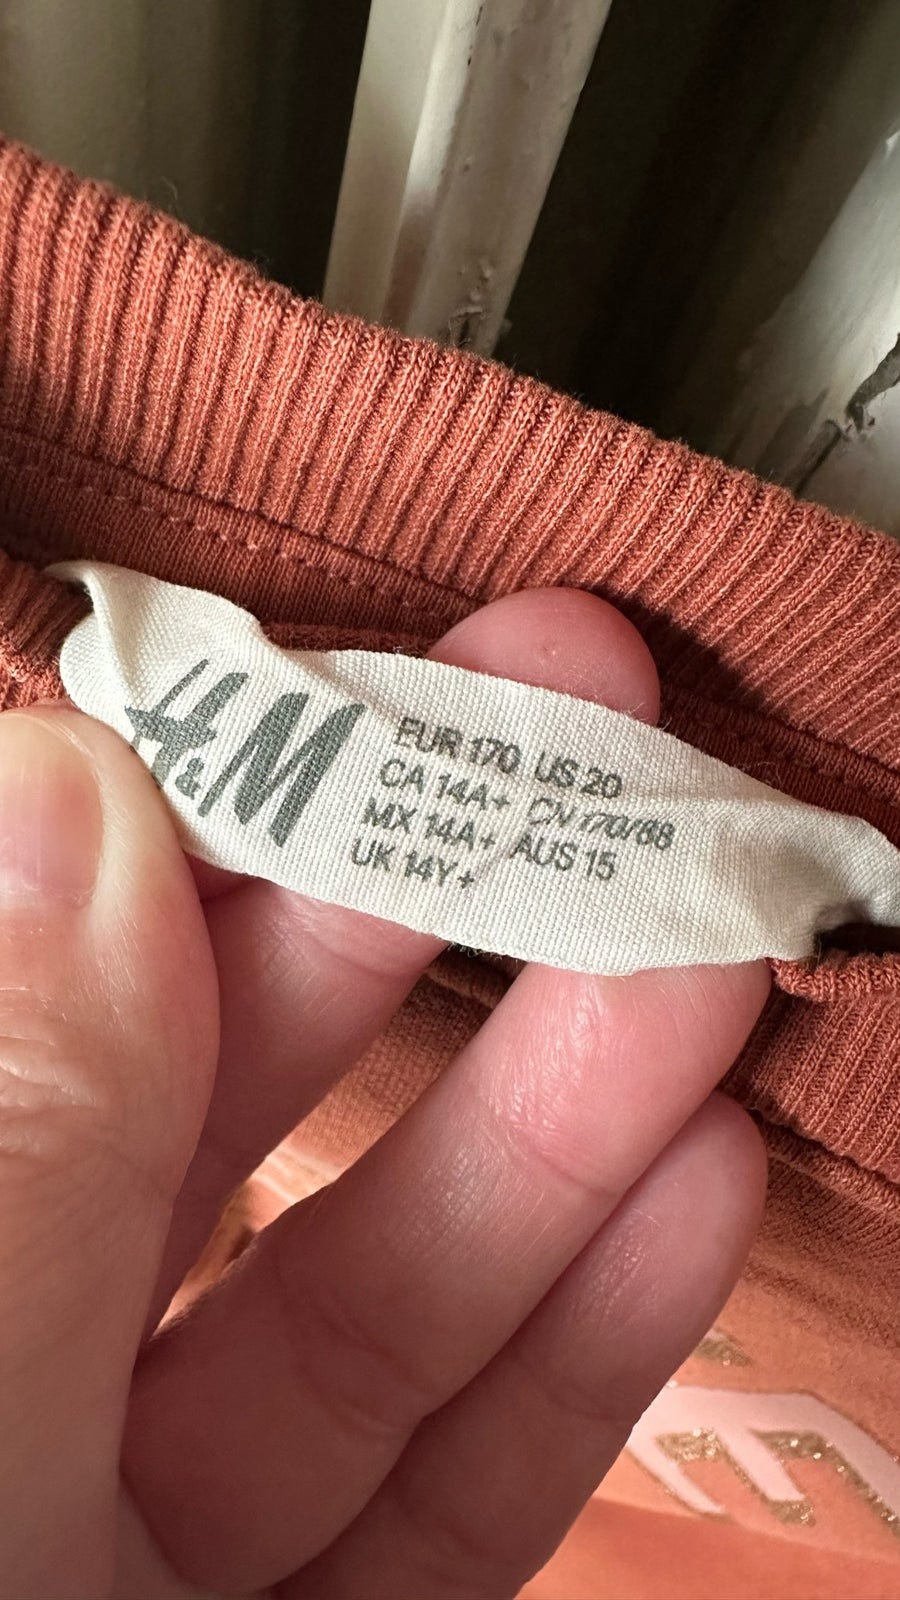 H&M
EUR 170 US 20
CA 14A+ CN 170/88
MX 14A+ AUS 15
UK 14Y+